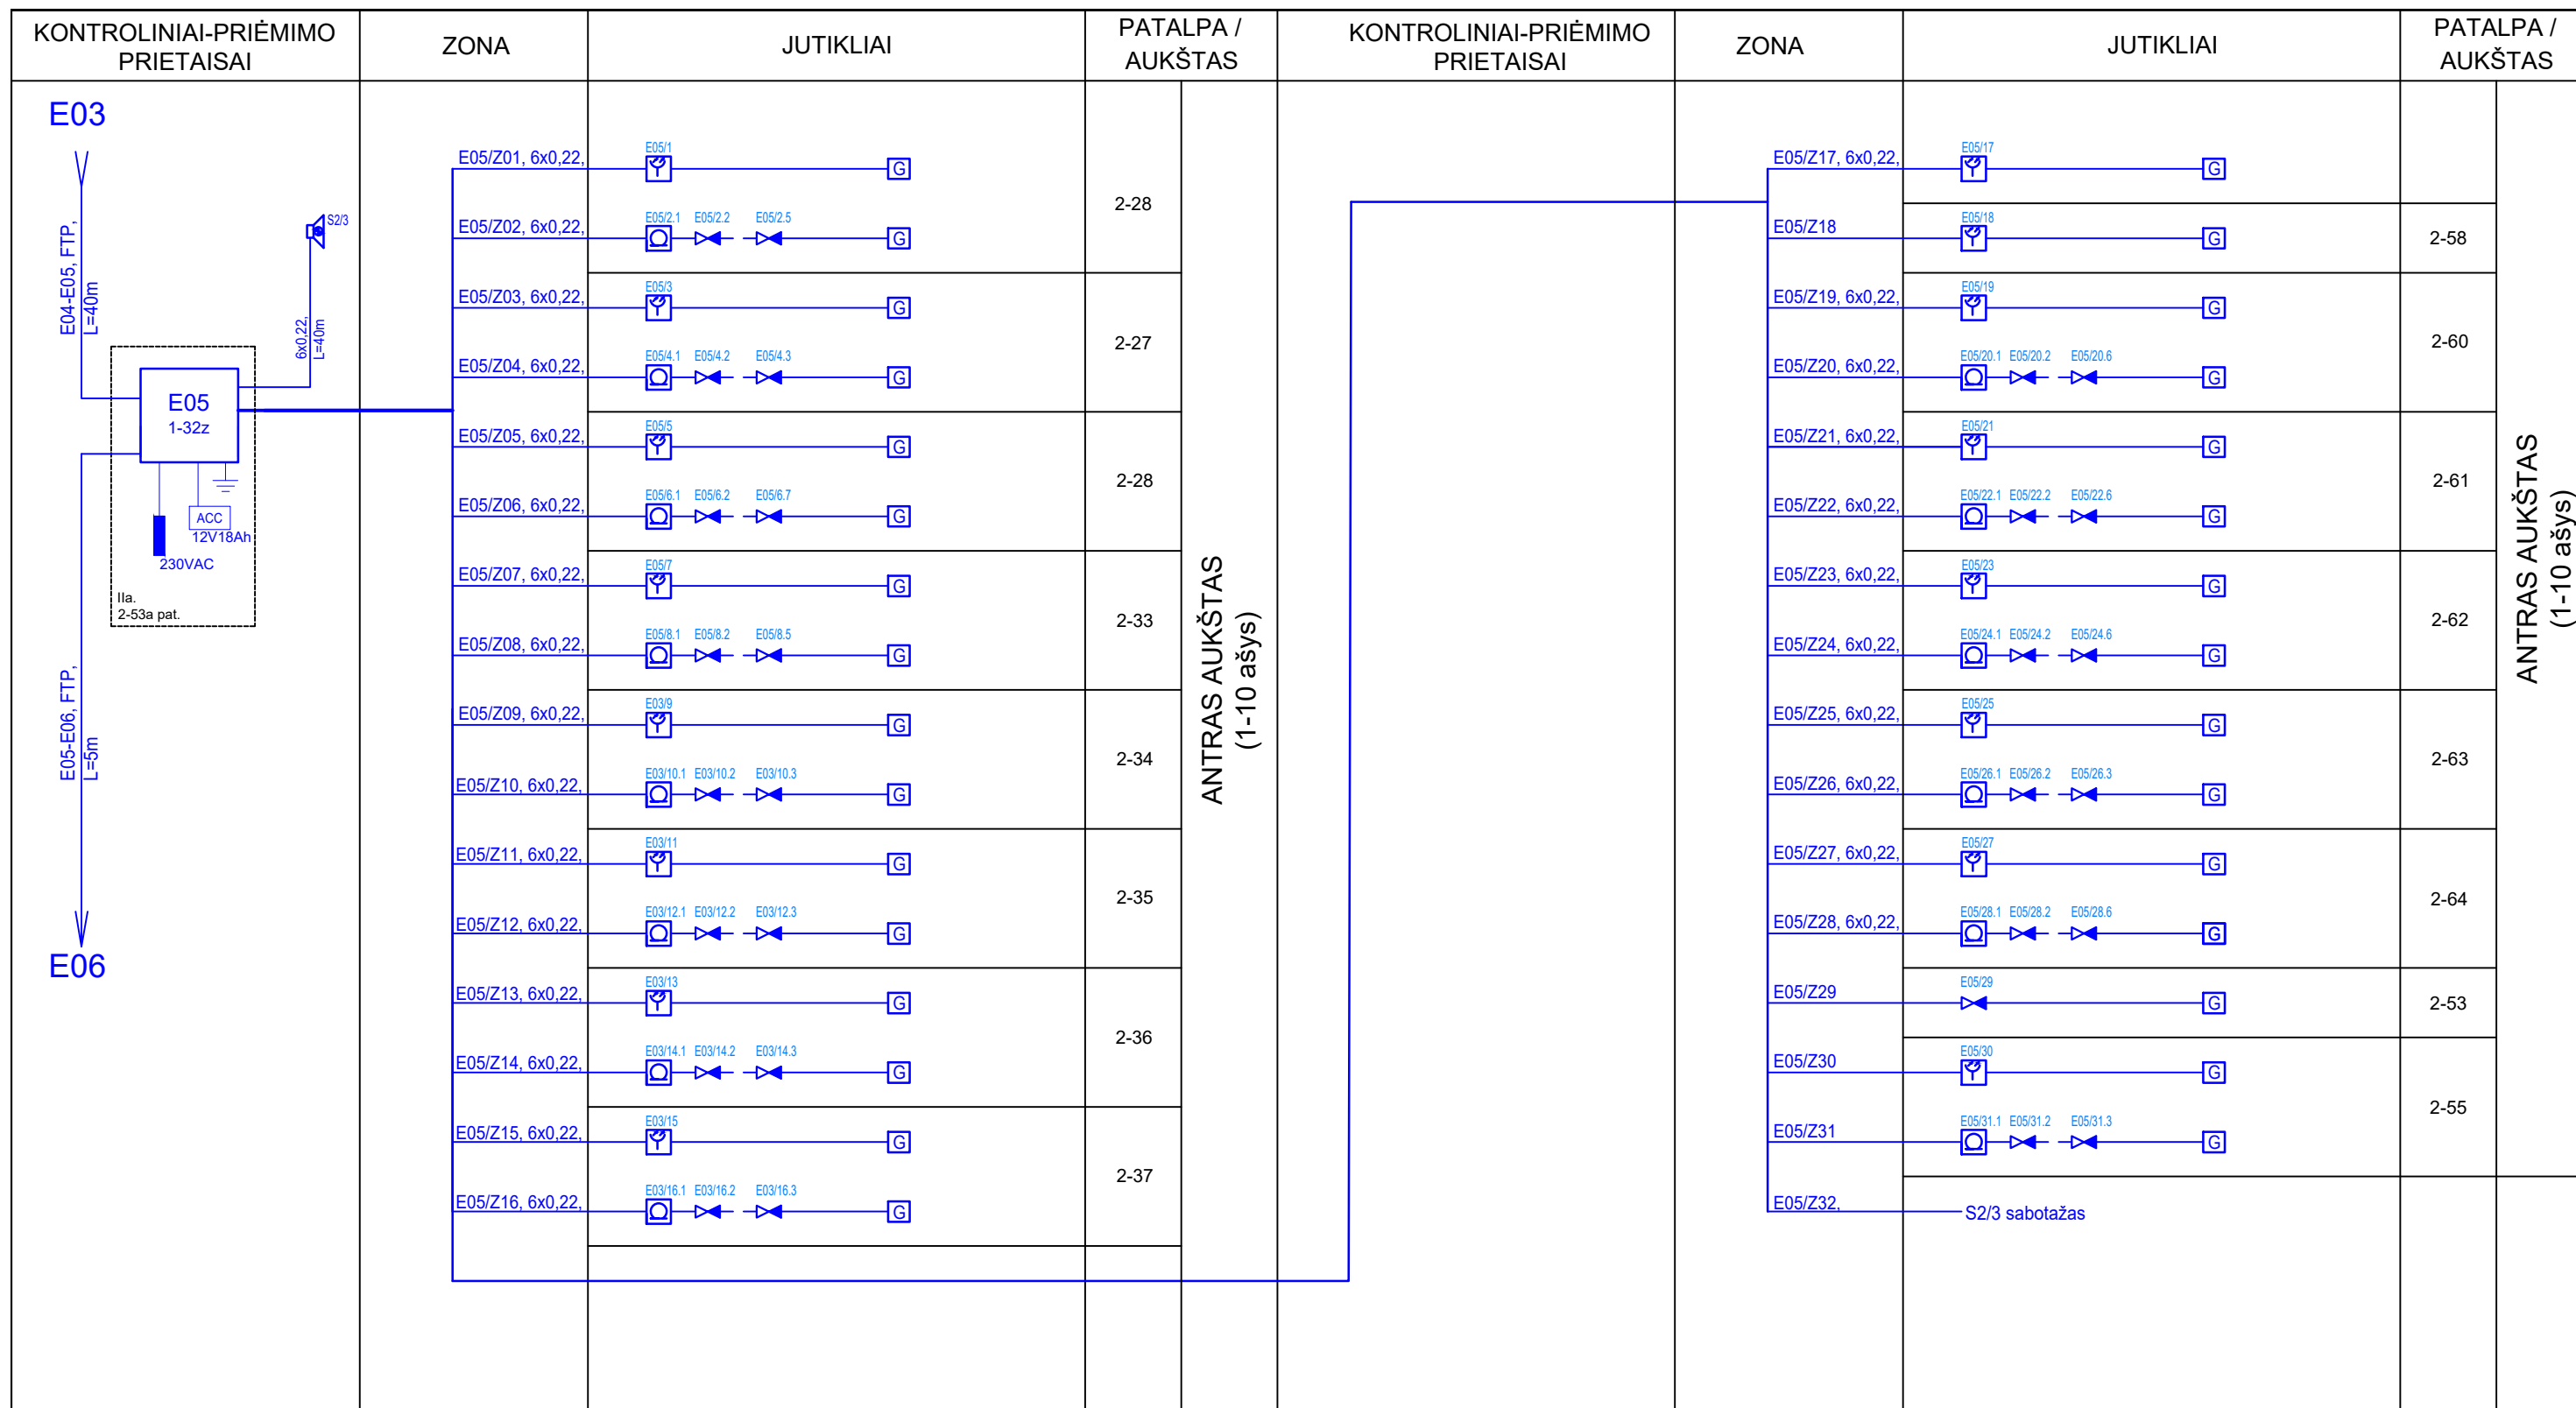 KONTROLINIAI-PRIĖMIMO
PRIETAISAI
ZONA
JUTIKLIAI
PATALPA /
AUKŠTAS
KONTROLINIAI-PRIĖMIMO
PRIETAISAI
ZONA
JUTIKLIAI
PATALPA /
AUKŠTAS
E03
E04-E05, FTP,
L=40m
S2/3
6x0,22,
L=40m
E05
1-32z
ACC
12V18Ah
230VAC
IIa.
2-53a pat.
E05-E06, FTP,
L=5m
E06
E05/Z01, 6x0,22,
E05/1
G
E05/Z02, 6x0,22,
E05/2.1 E05/2.2 E05/2.5
G
2-28
E05/Z03, 6x0,22,
E05/3
G
E05/Z04, 6x0,22,
E05/4.1 E05/4.2 E05/4.3
G
2-27
E05/Z05, 6x0,22,
E05/5
G
E05/Z06, 6x0,22,
E05/6.1 E05/6.2 E05/6.7
G
2-28
E05/Z07, 6x0,22,
E05/7
G
E05/Z08, 6x0,22,
E05/8.1 E05/8.2 E05/8.5
G
2-33
E05/Z09, 6x0,22,
E03/9
G
E05/Z10, 6x0,22,
E03/10.1 E03/10.2 E03/10.3
G
2-34
E05/Z11, 6x0,22,
E03/11
G
E05/Z12, 6x0,22,
E03/12.1 E03/12.2 E03/12.3
G
2-35
E05/Z13, 6x0,22,
E03/13
G
E05/Z14, 6x0,22,
E03/14.1 E03/14.2 E03/14.3
G
2-36
E05/Z15, 6x0,22,
E03/15
G
E05/Z16, 6x0,22,
E03/16.1 E03/16.2 E03/16.3
G
2-37
ANTRAS AUKŠTAS
(1-10 ašys)
E05/Z17, 6x0,22,
E05/17
G
E05/Z18
E05/18
G
2-58
E05/Z19, 6x0,22,
E05/19
G
E05/Z20, 6x0,22,
E05/20.1 E05/20.2 E05/20.6
G
2-60
E05/Z21, 6x0,22,
E05/21
G
E05/Z22, 6x0,22,
E05/22.1 E05/22.2 E05/22.6
G
2-61
E05/Z23, 6x0,22,
E05/23
G
E05/Z24, 6x0,22,
E05/24.1 E05/24.2 E05/24.6
G
2-62
E05/Z25, 6x0,22,
E05/25
G
E05/Z26, 6x0,22,
E05/26.1 E05/26.2 E05/26.3
G
2-63
E05/Z27, 6x0,22,
E05/27
G
E05/Z28, 6x0,22,
E05/28.1 E05/28.2 E05/28.6
G
2-64
E05/Z29
E05/29
G
2-53
E05/Z30
E05/30
G
E05/Z31
E05/31.1 E05/31.2 E05/31.3
G
2-55
E05/Z32,
S2/3 sabotažas
ANTRAS AUKŠTAS
(1-10 ašys)